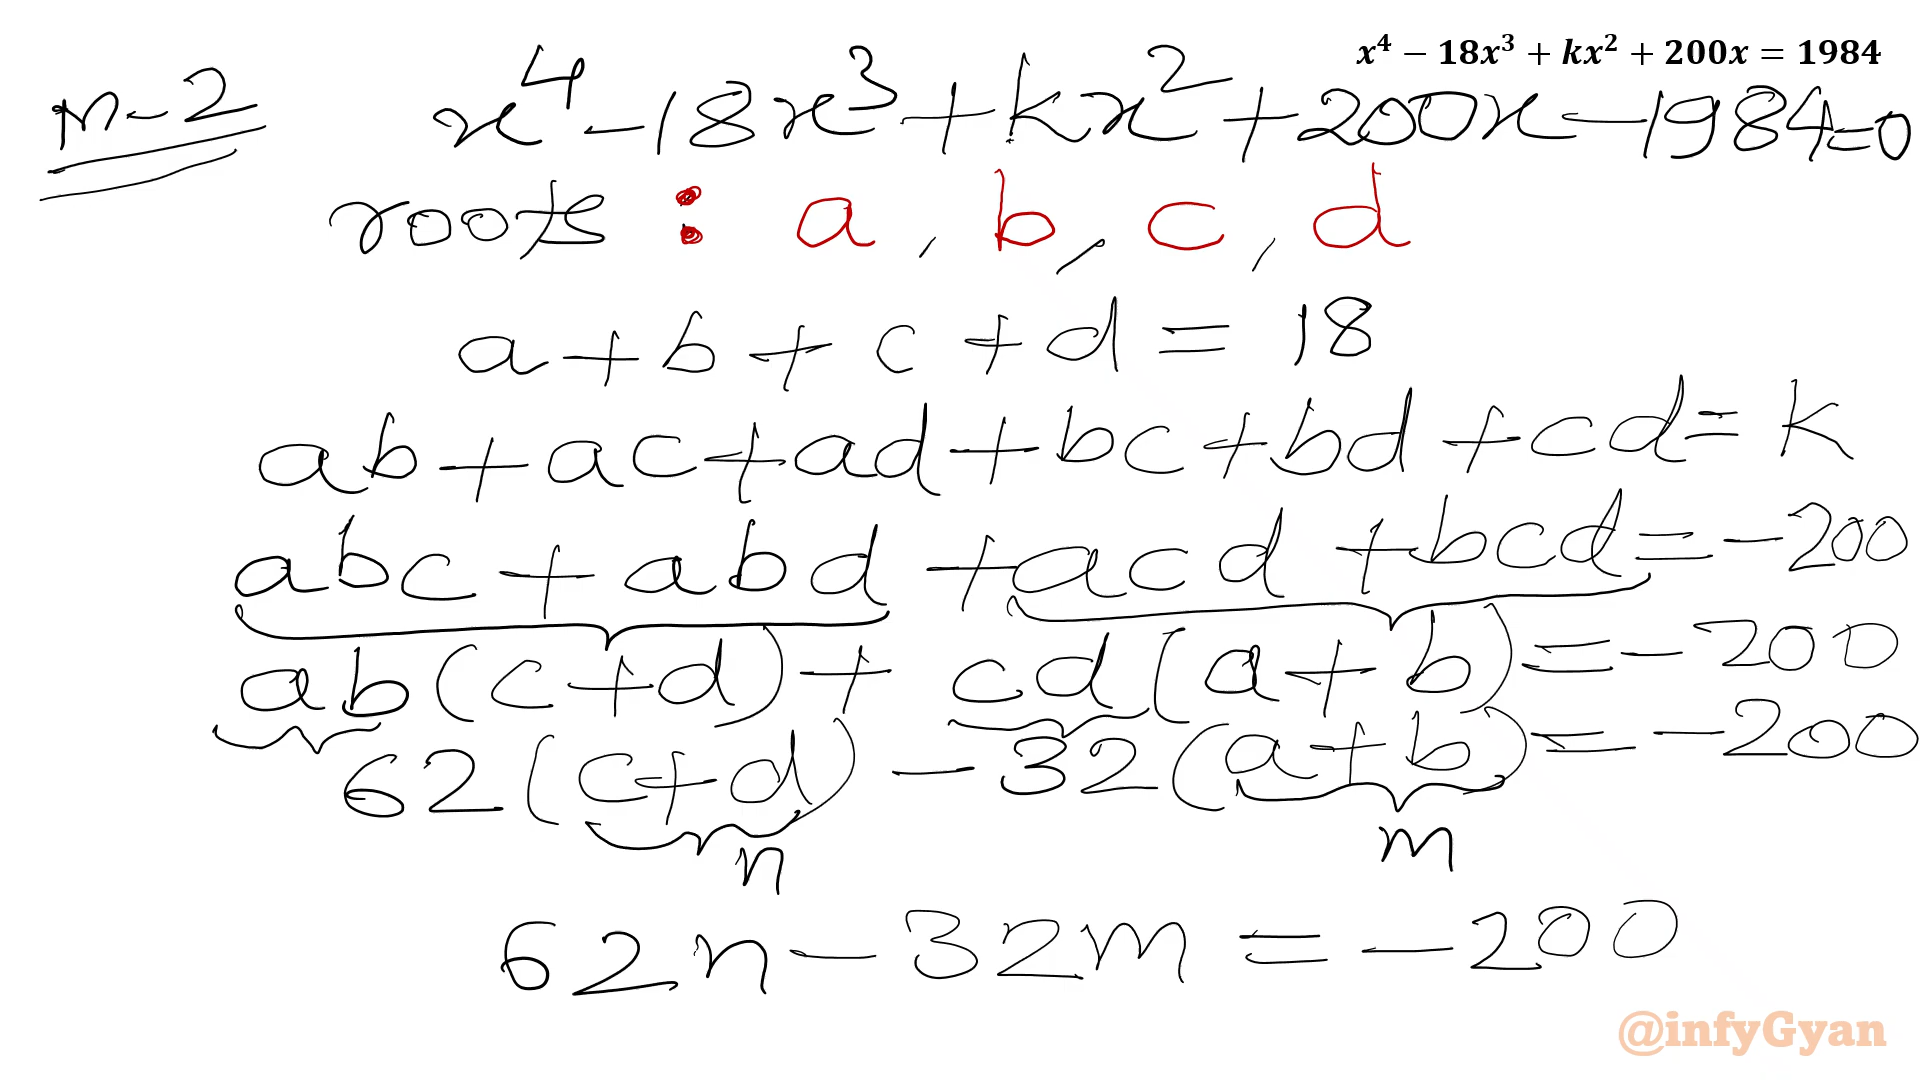 x⁴ − 18x³ + kx² + 200x = 1984
m-2
x⁴ - 18x³ + kx² + 200x - 1984 = 0
roots : a, b, c, d
a + b + c + d = 18
ab + ac + ad + bc + bd + cd = k
abc + abd + acd + bcd = -200
ab(c+d) + cd(a+b) = -200
62(c+d) - 32(a+b) = -200
n m
62n - 32m = -200
@infyGyan